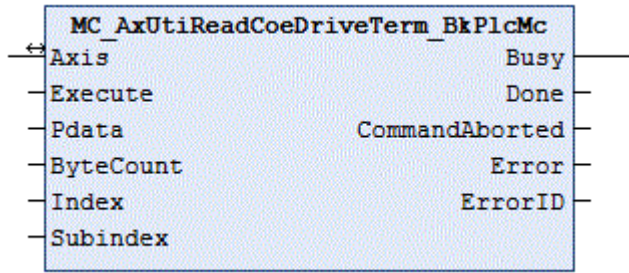 MC_AxUtiReadCoeDriveTerm_BkPlcMc
Axis Busy
Execute Done
Pdata CommandAborted
ByteCount Error
Index ErrorID
Subindex